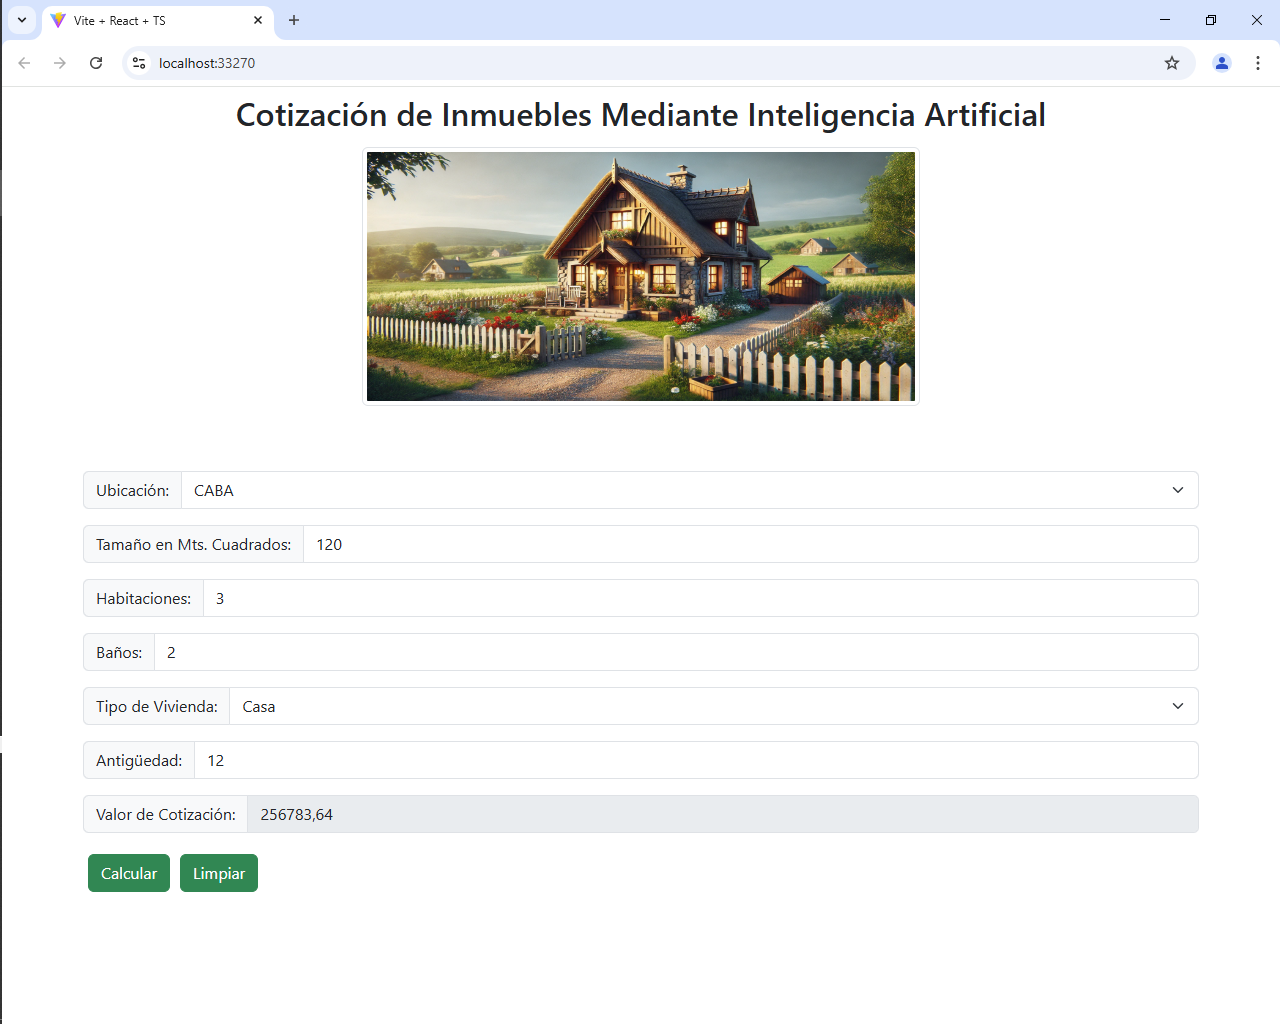 Vite + React + TS
localhost:33270
Cotización de Inmuebles Mediante Inteligencia Artificial
Ubicación: CABA
Tamaño en Mts. Cuadrados: 120
Habitaciones: 3
Baños: 2
Tipo de Vivienda: Casa
Antigüedad: 12
Valor de Cotización: 256783,64
Calcular Limpiar